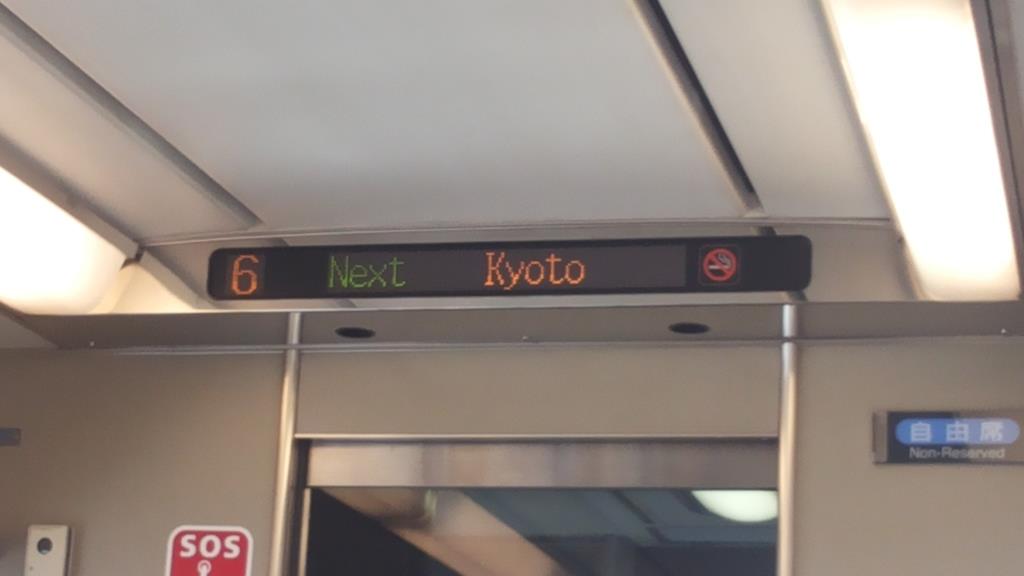 6 Next Kyoto
自由席
Non-Reserved
SOS